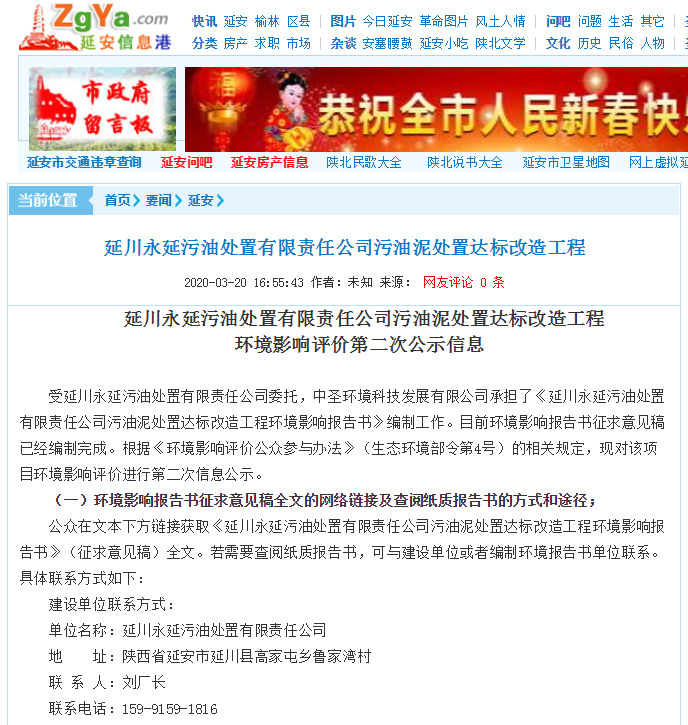 ZgYa.com
延安信息港
快讯 延安 榆林 区县 | 图片 今日延安 革命图片 风土人情 | 问吧 问题 生活 其它 |
分类 房产 求职 市场 | 杂谈 安塞腰鼓 延安小吃 陕北文学 | 文化 历史 民俗 人物 |
市政府
留言板
福
恭祝全市人民新春快乐
延安市交通违章查询 延安问吧 延安房产信息 陕北民歌大全 陕北说书大全 延安市卫星地图 网上虚拟延
当前位置 首页 要闻 延安
延川永延污油处置有限责任公司污油泥处置达标改造工程
2020-03-20 16:55:43 作者：未知 来源： 网友评论 0 条
延川永延污油处置有限责任公司污油泥处置达标改造工程
环境影响评价第二次公示信息
受延川永延污油处置有限责任公司委托，中圣环境科技发展有限公司承担了《延川永延污油处置
有限责任公司污油泥处置达标改造工程环境影响报告书》编制工作。目前环境影响报告书征求意见稿
已经编制完成。根据《环境影响评价公众参与办法》（生态环境部令第4号）的相关规定，现对该项
目环境影响评价进行第二次信息公示。
（一）环境影响报告书征求意见稿全文的网络链接及查阅纸质报告书的方式和途径；
公众在文本下方链接获取《延川永延污油处置有限责任公司污油泥处置达标改造工程环境影响报
告书》（征求意见稿）全文。若需要查阅纸质报告书，可与建设单位或者编制环境报告书单位联系。
具体联系方式如下：
建设单位联系方式：
单位名称：延川永延污油处置有限责任公司
地 址：陕西省延安市延川县高家屯乡鲁家湾村
联 系 人：刘厂长
联系电话：159-9159-1816